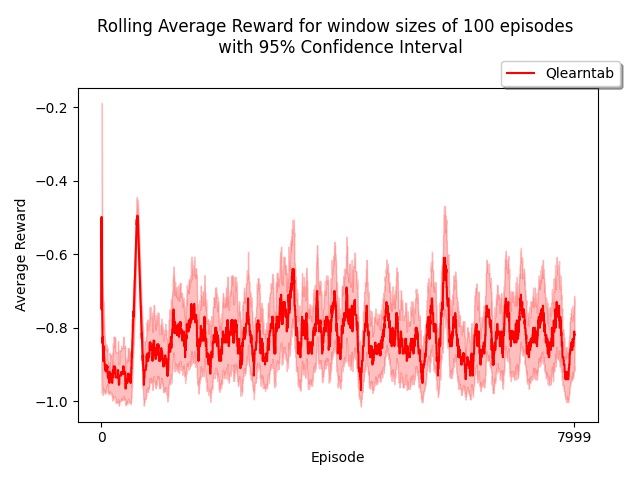 Rolling Average Reward for window sizes of 100 episodes
with 95% Confidence Interval
Qlearntab
−0.2
−0.4
−0.6
−0.8
−1.0
Average Reward
0
7999
Episode